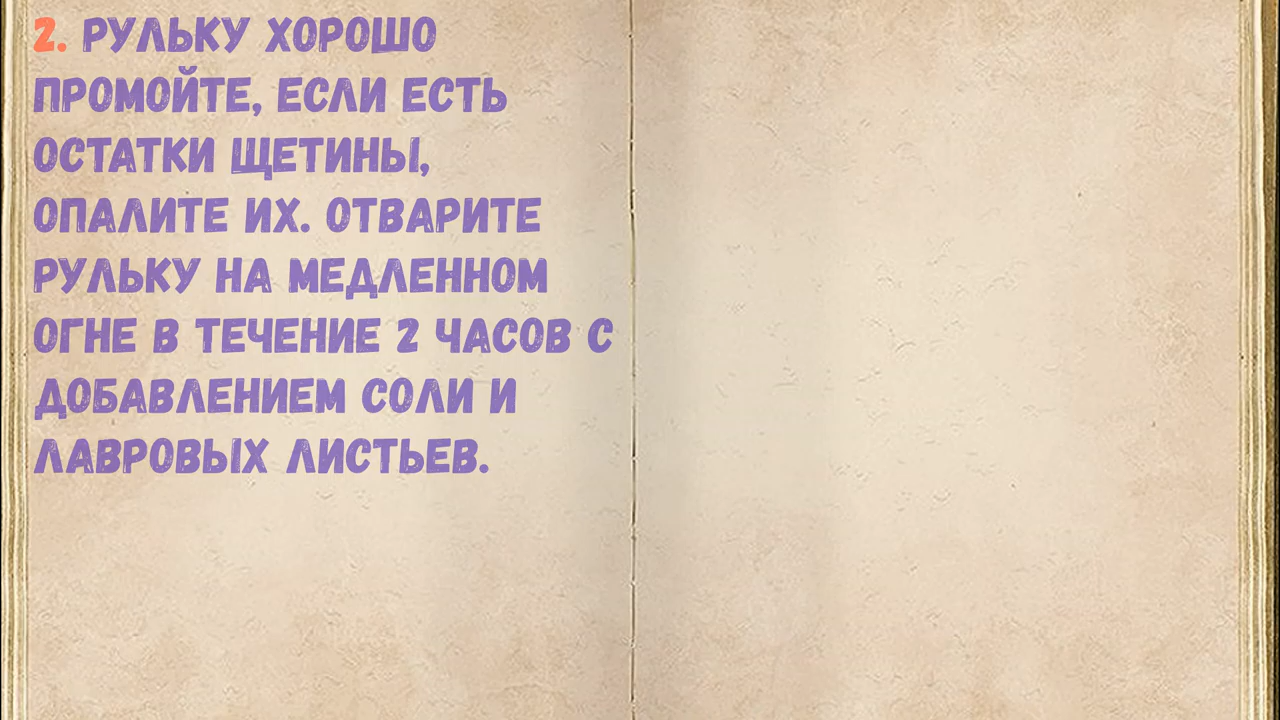 2. РУЛЬКУ ХОРОШО
ПРОМОЙТЕ, ЕСЛИ ЕСТЬ
ОСТАТКИ ЩЕТИНЫ,
ОПАЛИТЕ ИХ. ОТВАРИТЕ
РУЛЬКУ НА МЕДЛЕННОМ
ОГНЕ В ТЕЧЕНИЕ 2 ЧАСОВ С
ДОБАВЛЕНИЕМ СОЛИ И
ЛАВРОВЫХ ЛИСТЬЕВ.